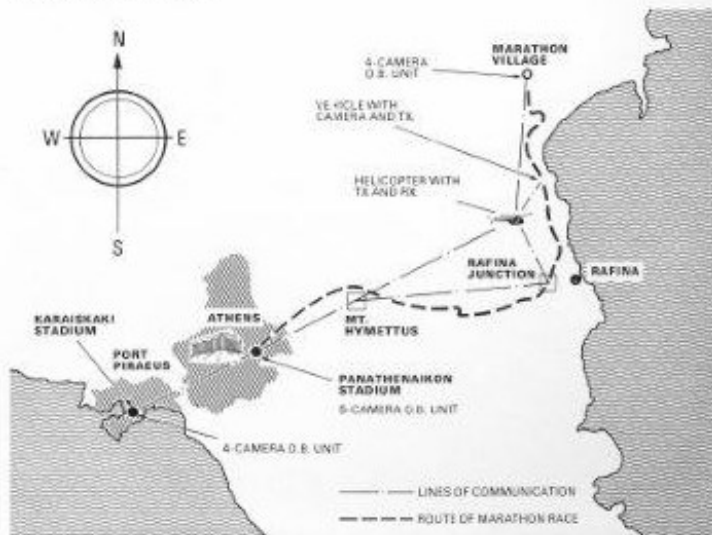 N
W E
S
MARATHON
VILLAGE
4-CAMERA
O.B. UNIT
VEHICLE WITH
CAMERA AND TX.
HELICOPTER WITH
TX AND RX.
RAFINA
JUNCTION
RAFINA
KARAISKAKI
STADIUM
ATHENS
MT.
HYMETTUS
PORT
PIRAEUS
PANATHENAIKON
STADIUM
6-CAMERA O.B. UNIT
4-CAMERA O.B. UNIT
LINES OF COMMUNICATION
ROUTE OF MARATHON RACE